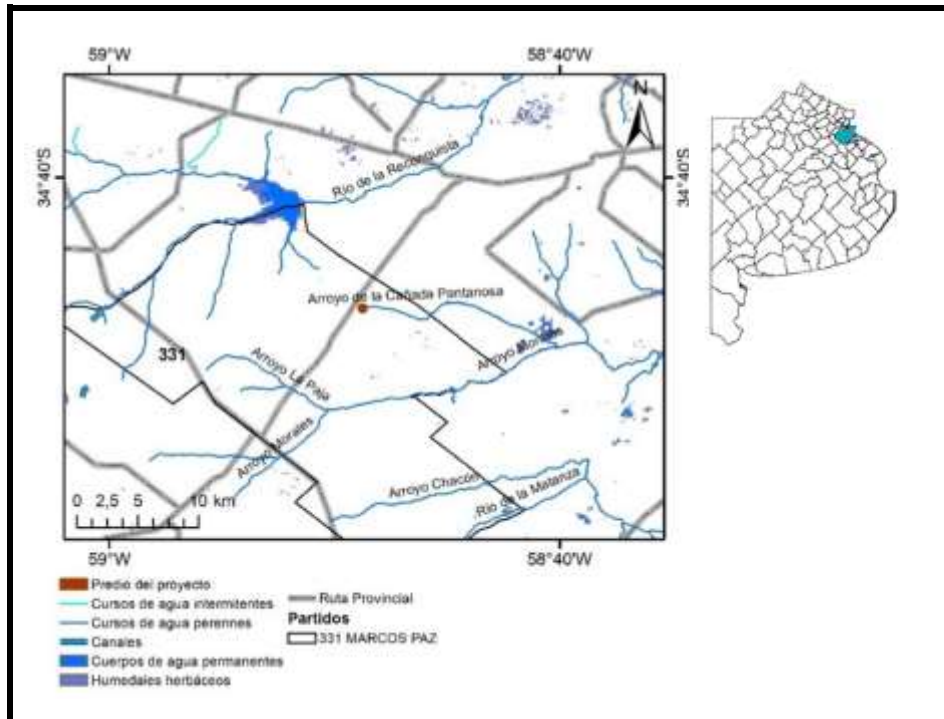 59°W
58°40'W
N
34°40'S
34°40'S
Río de la Reconquista
Arroyo de la Cañada Pantanosa
Arroyo Morales
331
Arroyo La Paja
Arroyo Morales
Arroyo Chacón
Río de la Matanza
0 2,5 5 10 km
59°W
58°40'W
Predio del proyecto
Cursos de agua intermitentes
Cursos de agua perennes
Canales
Cuerpos de agua permanentes
Humedales herbáceos
Ruta Provincial
Partidos
331 MARCOS PAZ